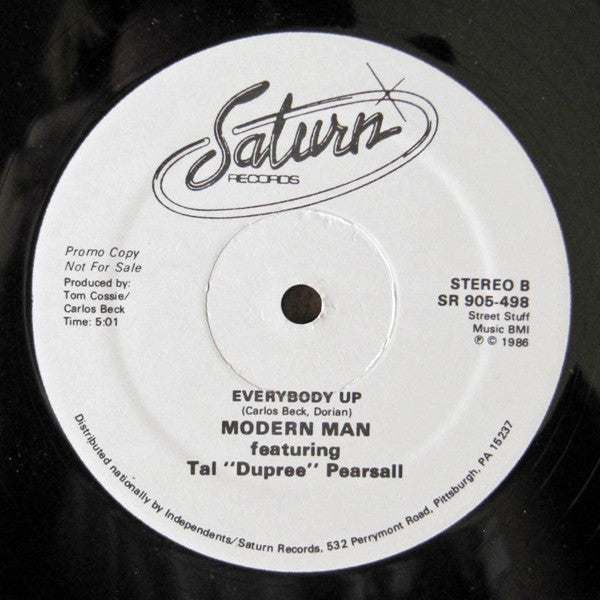 Saturn
RECORDS
Promo Copy
Not For Sale
Produced by:
Tom Cossie/
Carlos Beck
Time: 5:01
STEREO B
SR 905-498
Street Stuff
Music BMI
℗ © 1986
EVERYBODY UP
(Carlos Beck, Dorian)
MODERN MAN
featuring
Tal "Dupree" Pearsall
Distributed nationally by Independents/Saturn Records, 532 Perrymont Road, Pittsburgh, PA 15237